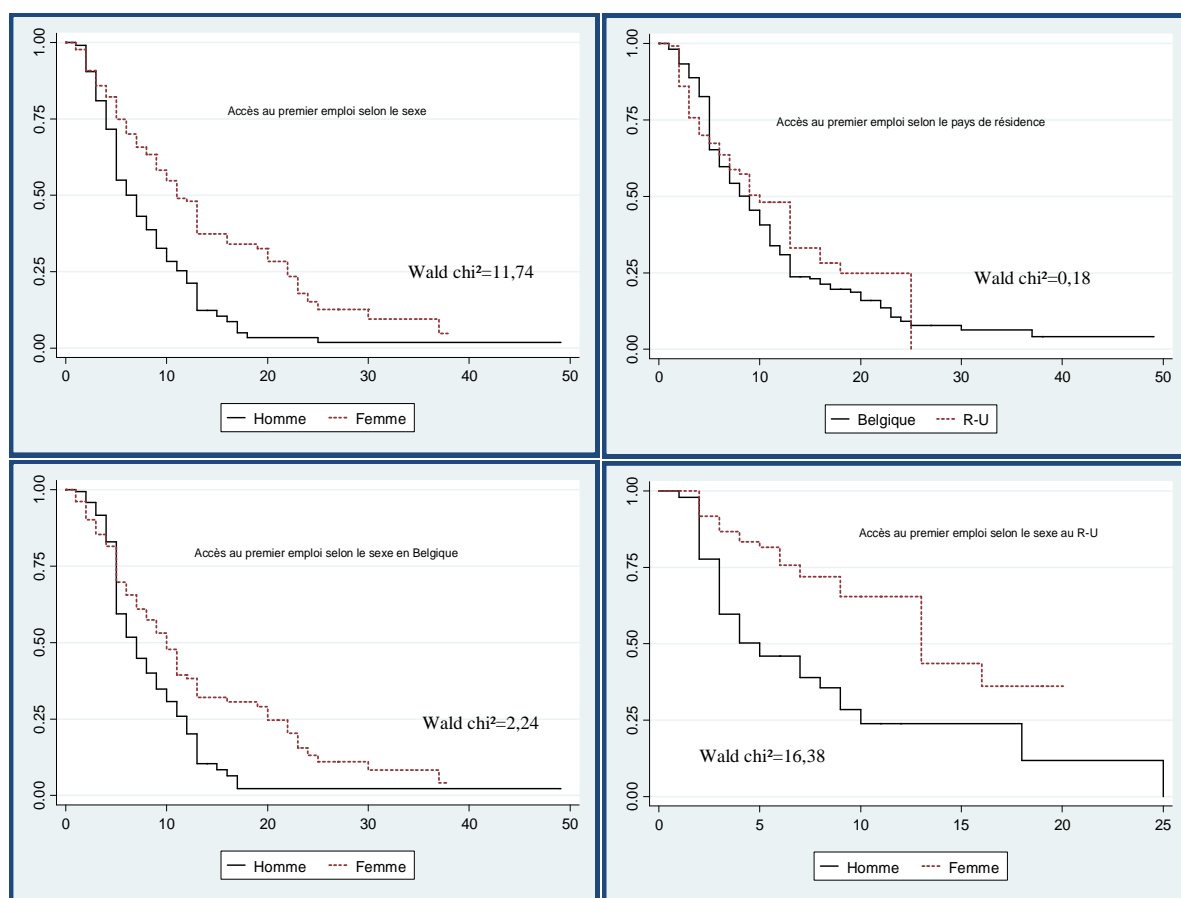 1.00
Accès au premier emploi selon le sexe
0.75
0.50
Wald chi²=11,74
0.25
0.00
0 10 20 30 40 50
Homme Femme
1.00
Accès au premier emploi selon le pays de résidence
0.75
0.50
Wald chi²=0,18
0.25
0.00
0 10 20 30 40 50
Belgique R-U
1.00
Accès au premier emploi selon le sexe en Belgique
0.75
0.50
Wald chi²=2,24
0.25
0.00
0 10 20 30 40 50
Homme Femme
1.00
Accès au premier emploi selon le sexe au R-U
0.75
0.50
0.25
Wald chi²=16,38
0.00
0 5 10 15 20 25
Homme Femme